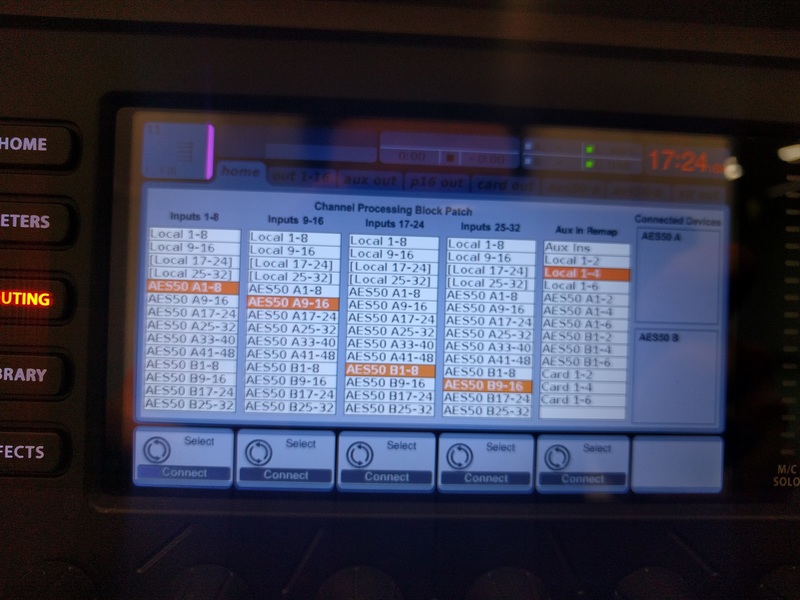 HOME
ETERS
UTING
BRARY
FECTS
0:00
- 0:00
17:24
home
out 1-16
aux out
p16 out
card out
Channel Processing Block Patch
Inputs 1-8
Local 1-8
Local 9-16
[Local 17-24]
[Local 25-32]
AES50 A1-8
AES50 A9-16
AES50 A17-24
AES50 A25-32
AES50 A33-40
AES50 A41-48
AES50 B1-8
AES50 B9-16
AES50 B17-24
AES50 B25-32
Inputs 9-16
Local 1-8
Local 9-16
[Local 17-24]
[Local 25-32]
AES50 A1-8
AES50 A9-16
AES50 A17-24
AES50 A25-32
AES50 A33-40
AES50 A41-48
AES50 B1-8
AES50 B9-16
AES50 B17-24
AES50 B25-32
Inputs 17-24
Local 1-8
Local 9-16
[Local 17-24]
[Local 25-32]
AES50 A1-8
AES50 A9-16
AES50 A17-24
AES50 A25-32
AES50 A33-40
AES50 A41-48
AES50 B1-8
AES50 B9-16
AES50 B17-24
AES50 B25-32
Inputs 25-32
Local 1-8
Local 9-16
[Local 17-24]
[Local 25-32]
AES50 A1-8
AES50 A9-16
AES50 A17-24
AES50 A25-32
AES50 A33-40
AES50 A41-48
AES50 B1-8
AES50 B9-16
AES50 B17-24
AES50 B25-32
Aux In Remap
Aux Ins
Local 1-2
Local 1-4
Local 1-6
AES50 A1-2
AES50 A1-4
AES50 A1-6
AES50 B1-2
AES50 B1-4
AES50 B1-6
Card 1-2
Card 1-4
Card 1-6
Connected Devices
AES50 A
AES50 B
Select
Connect
Select
Connect
Select
Connect
Select
Connect
Select
Connect
M/C
SOLO